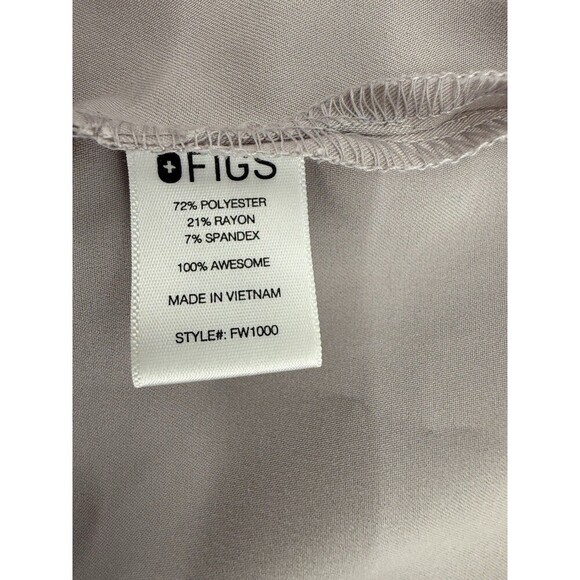 FIGS
72% POLYESTER
21% RAYON
7% SPANDEX
100% AWESOME
MADE IN VIETNAM
STYLE#: FW1000